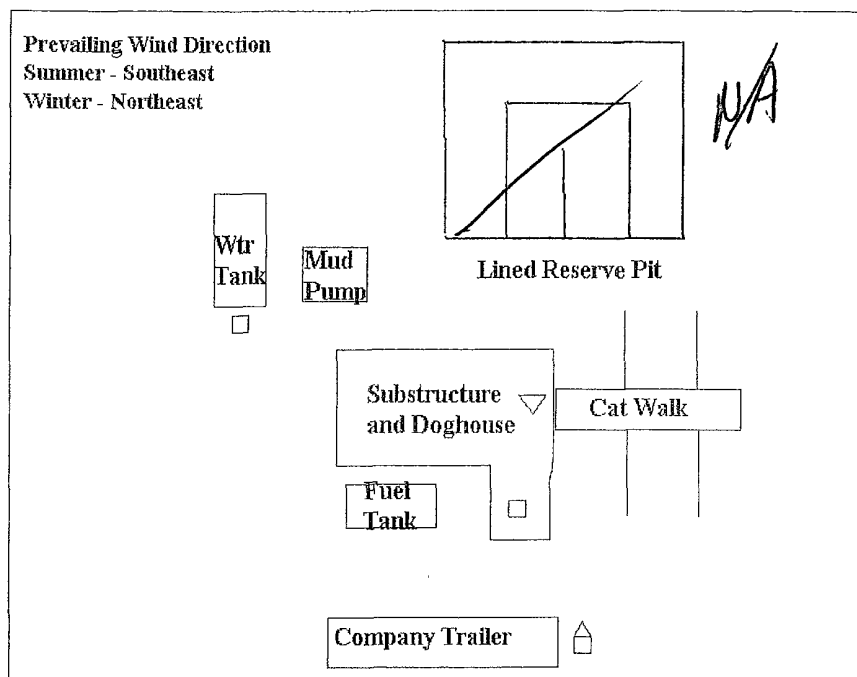 Prevailing Wind Direction
Summer - Southeast
Winter - Northeast
N/A
Lined Reserve Pit
Wtr
Tank
Mud
Pump
Substructure
and Doghouse
Cat Walk
Fuel
Tank
Company Trailer